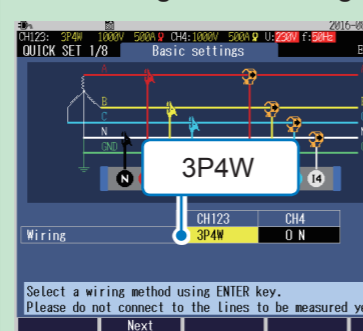 CH123: 3P4W 1000V 500A CH4:1000V 500A U:230V f:50Hz
QUICK SET 1/8 Basic settings
A
B
C
N
GND
N
3P4W
I4
CH123 CH4
Wiring 3P4W ON
Select a wiring method using ENTER key.
Please do not connect to the lines to be measured
Next